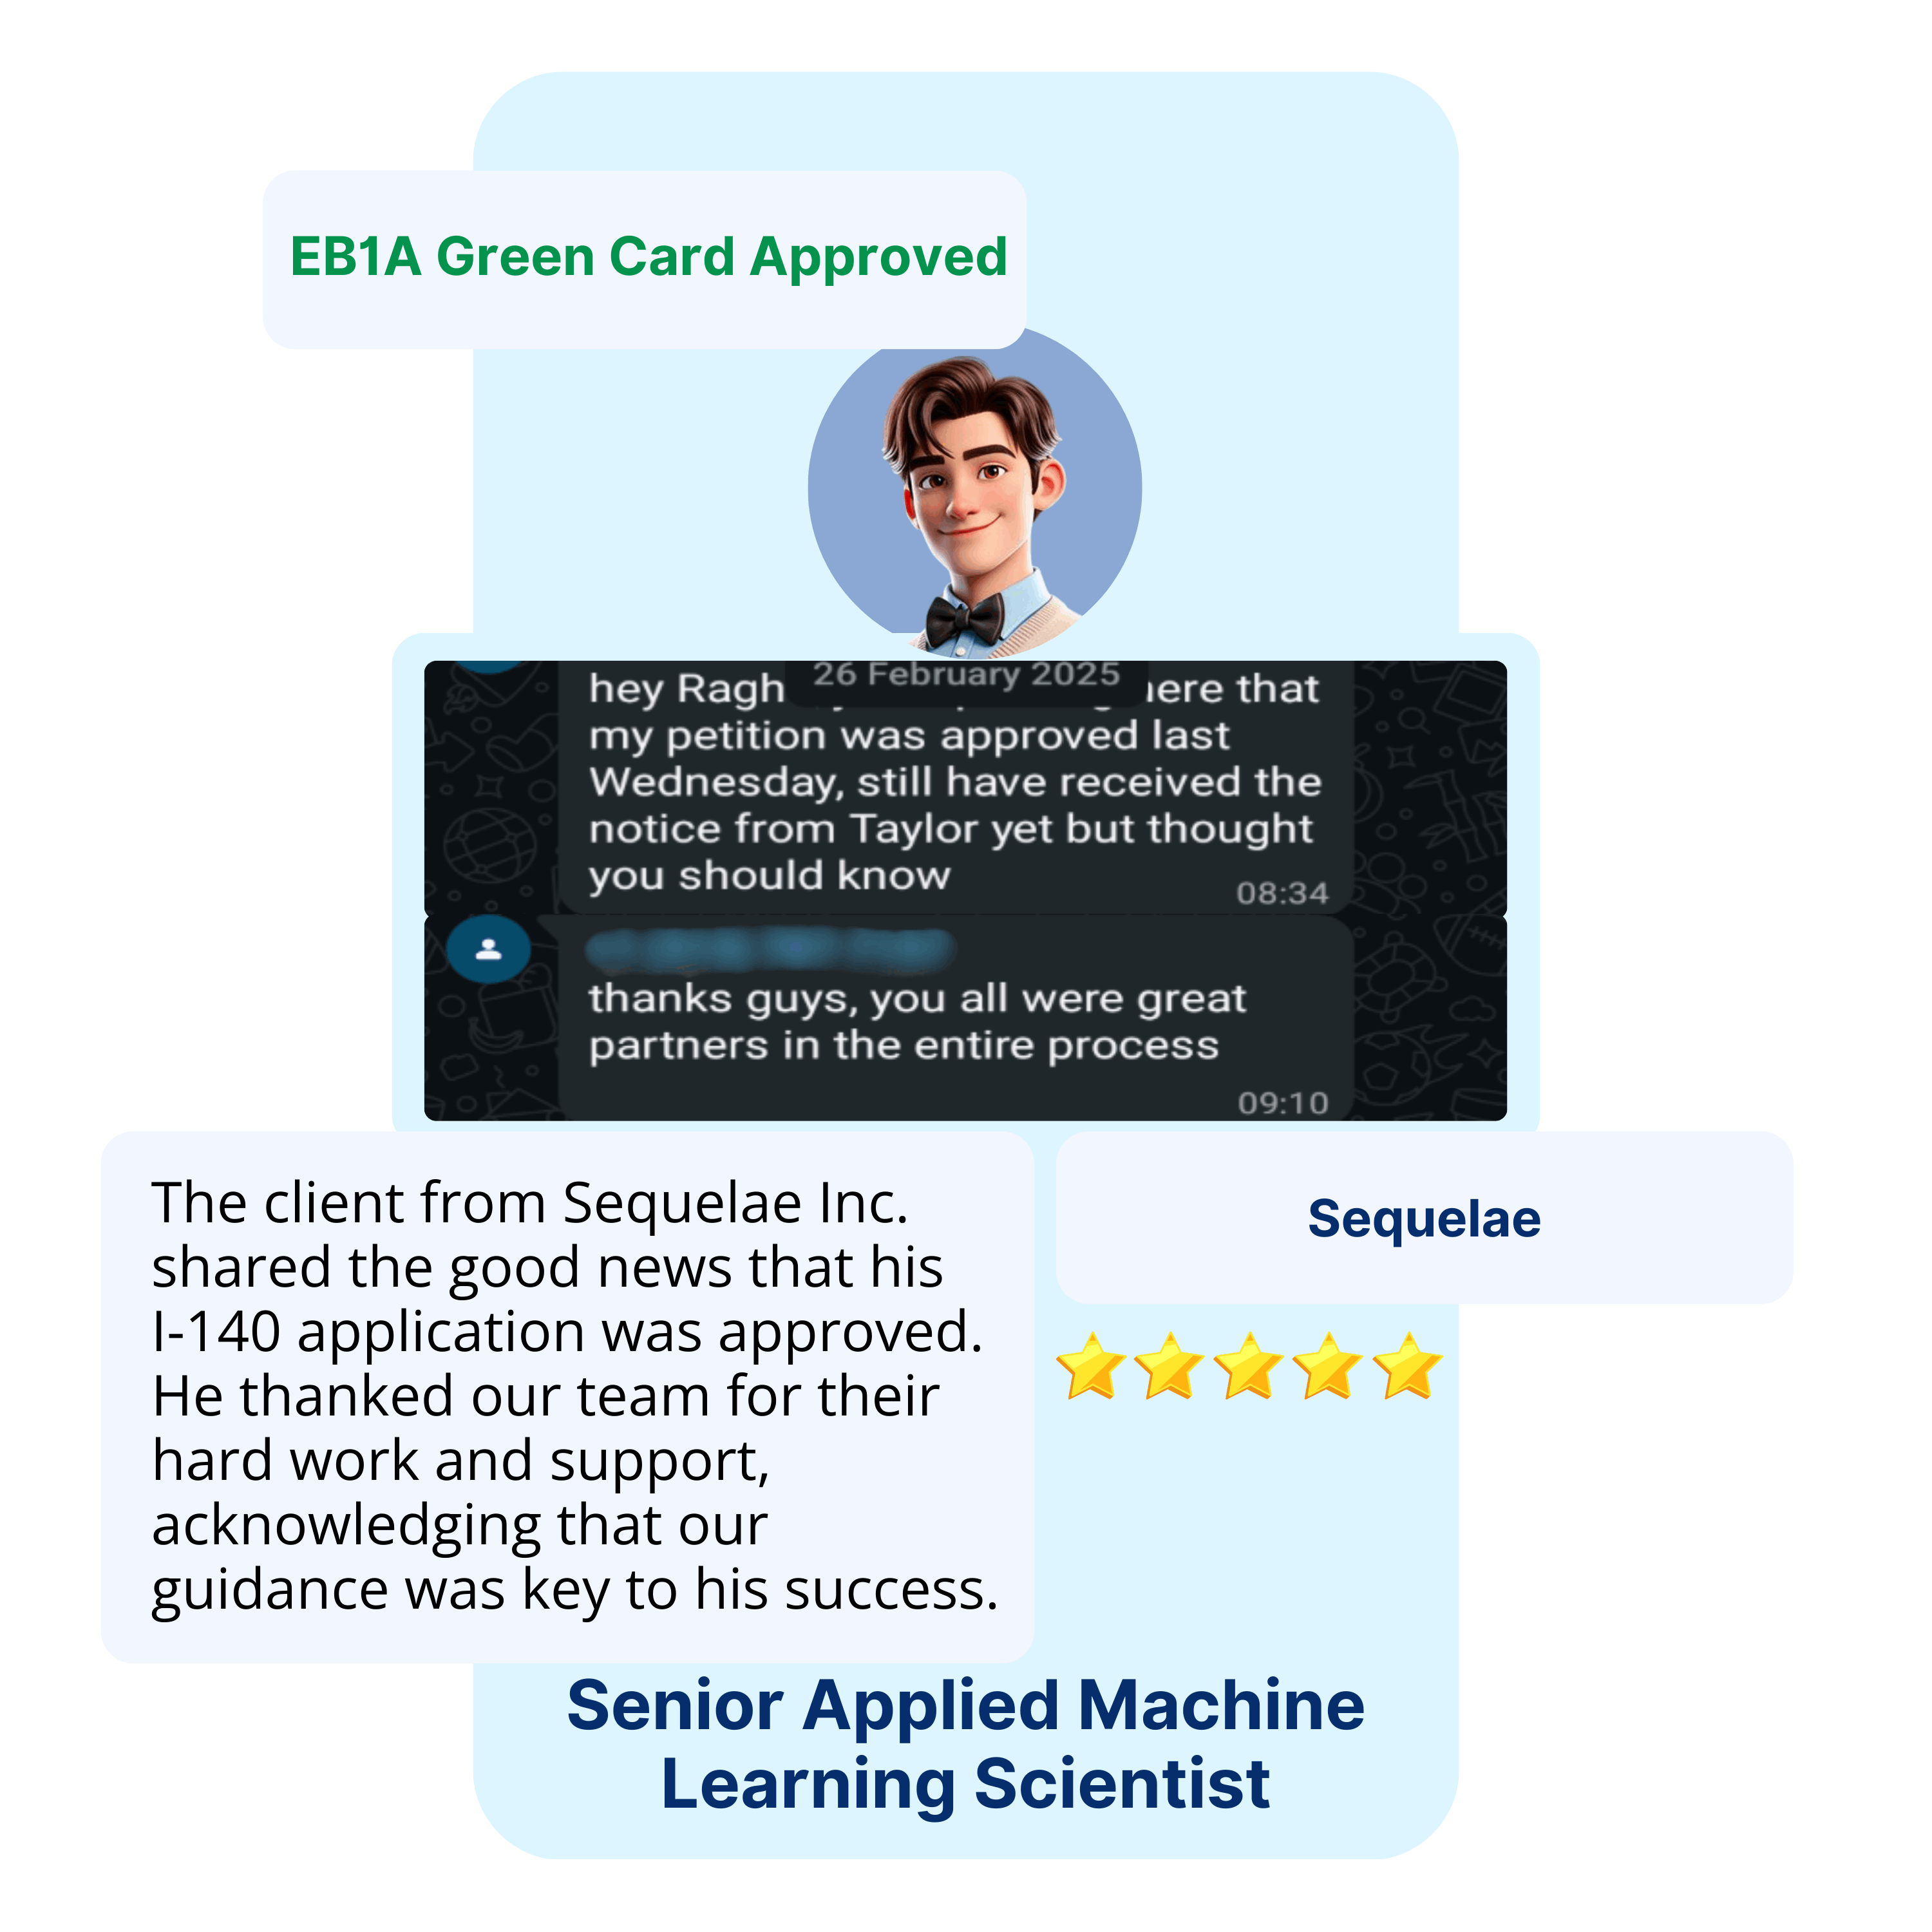 EB1A Green Card Approved
26 February 2025
hey Ragh ere that
my petition was approved last
Wednesday, still have received the
notice from Taylor yet but thought
you should know
08:34
thanks guys, you all were great
partners in the entire process
09:10
The client from Sequelae Inc.
shared the good news that his
I-140 application was approved.
He thanked our team for their
hard work and support,
acknowledging that our
guidance was key to his success.
Sequelae
Senior Applied Machine
Learning Scientist